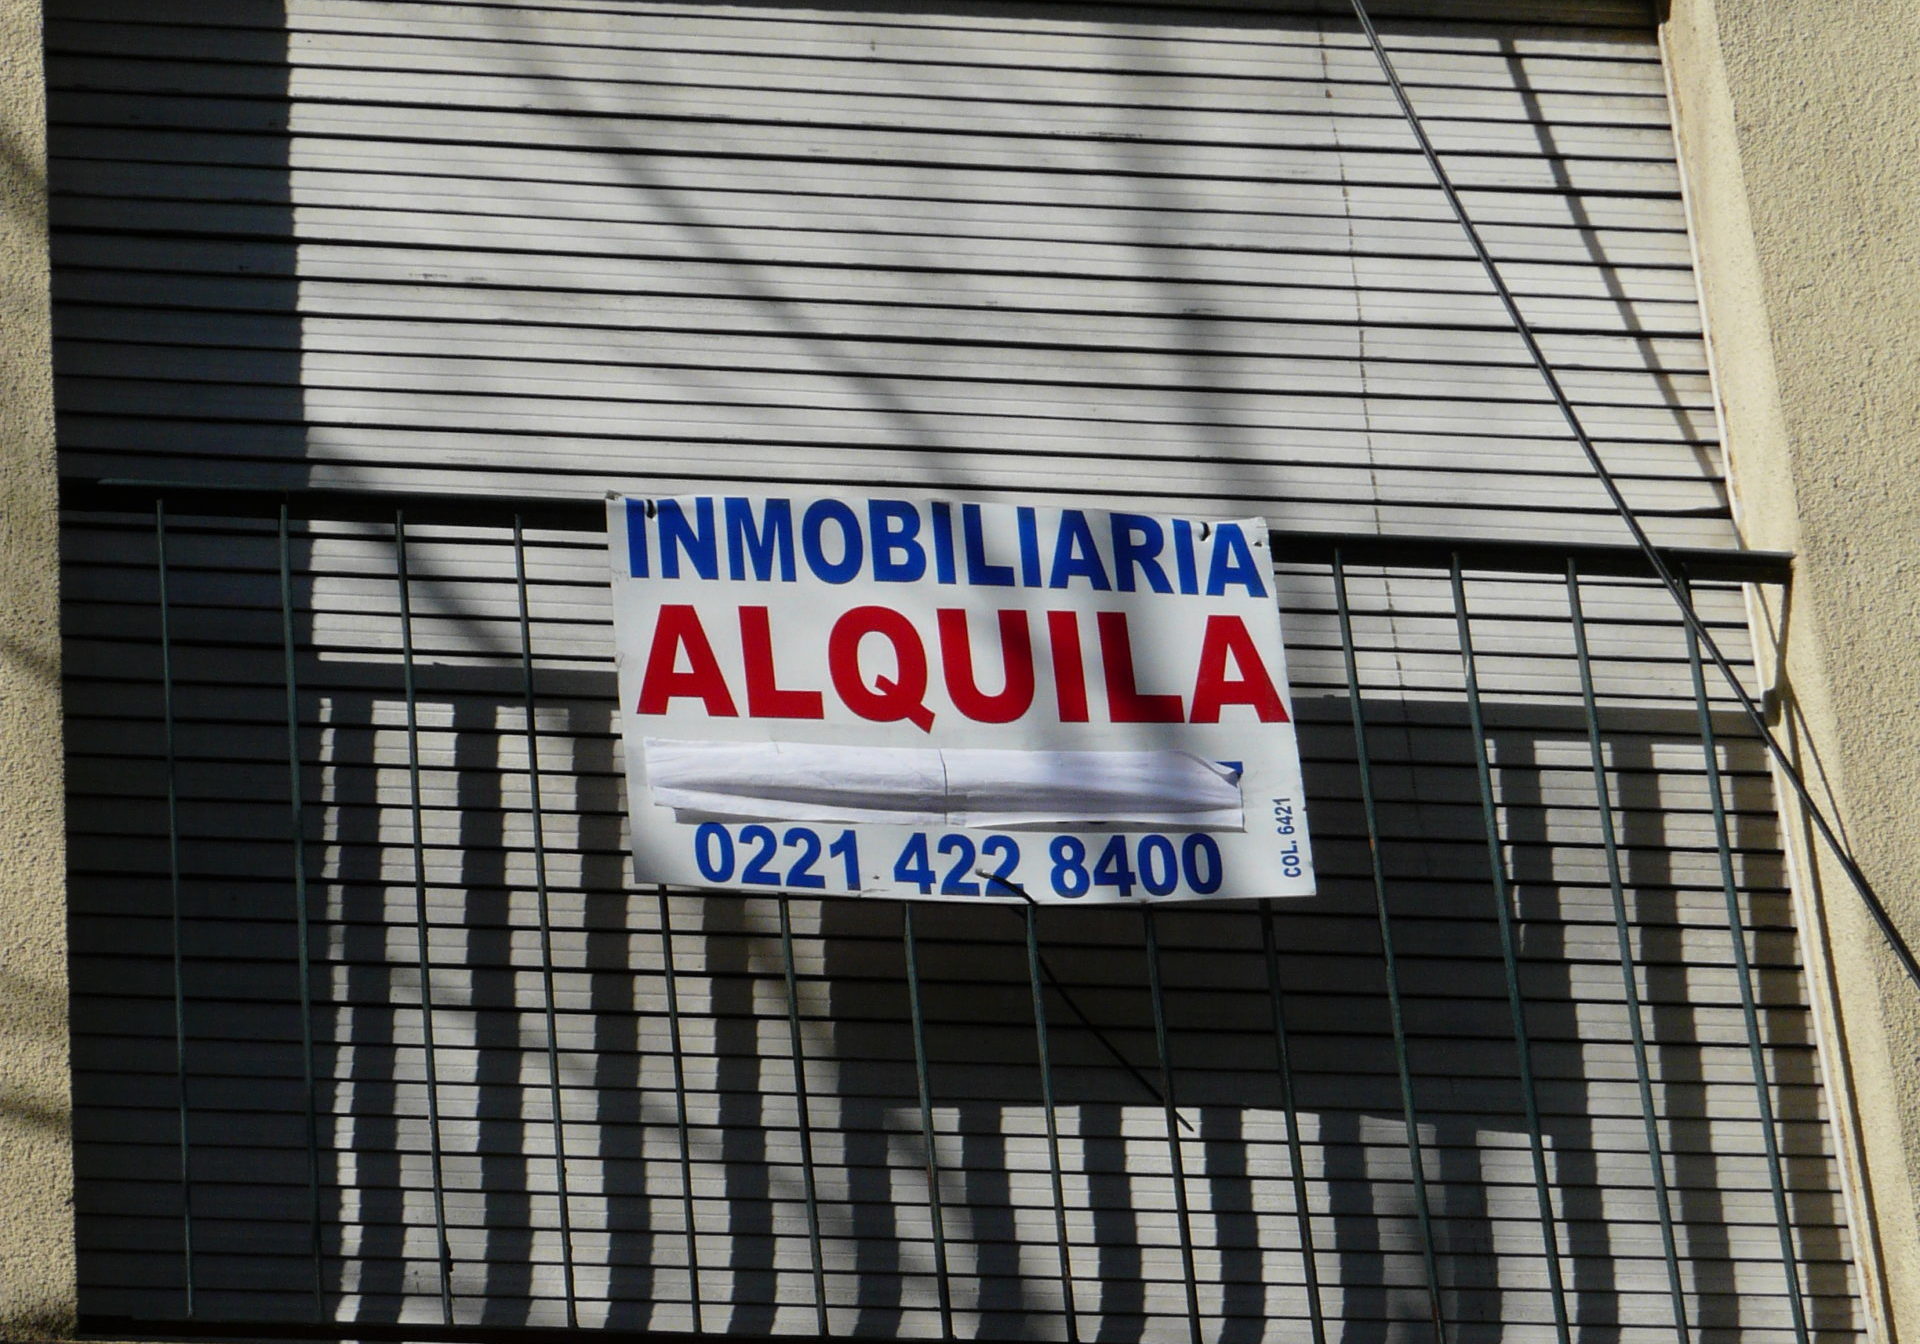 INMOBILIARIA
ALQUILA
0221 422 8400
COL. 6421